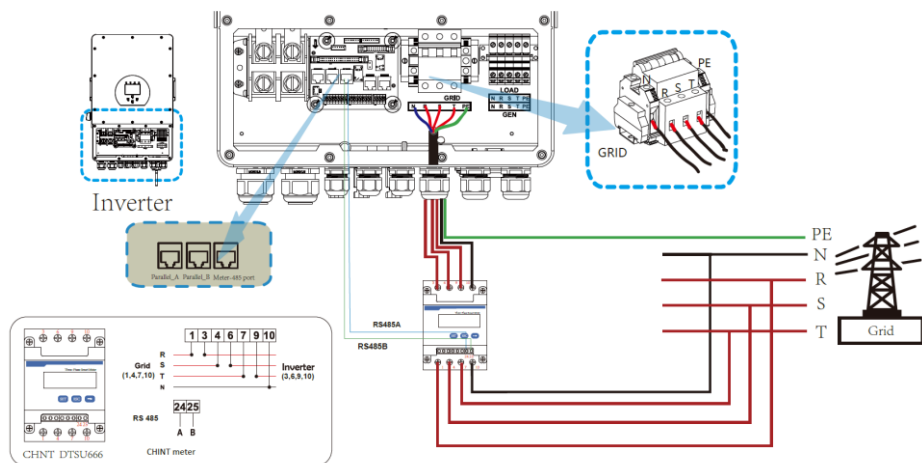 GRID
N R S T PE
LOAD
N R S T PE
N R S T PE
GEN
N
R S T
PE
GRID
Inverter
Parallel_A Parallel_B Meter-485 port
PE
N
R
S
T
Grid
RS485A
RS485B
1 3 4 6 7 9 10
R
S
T
N
Grid
(1,4,7,10)
Inverter
(3,6,9,10)
RS 485
24 25
A B
CHNT DTSU666
CHINT meter